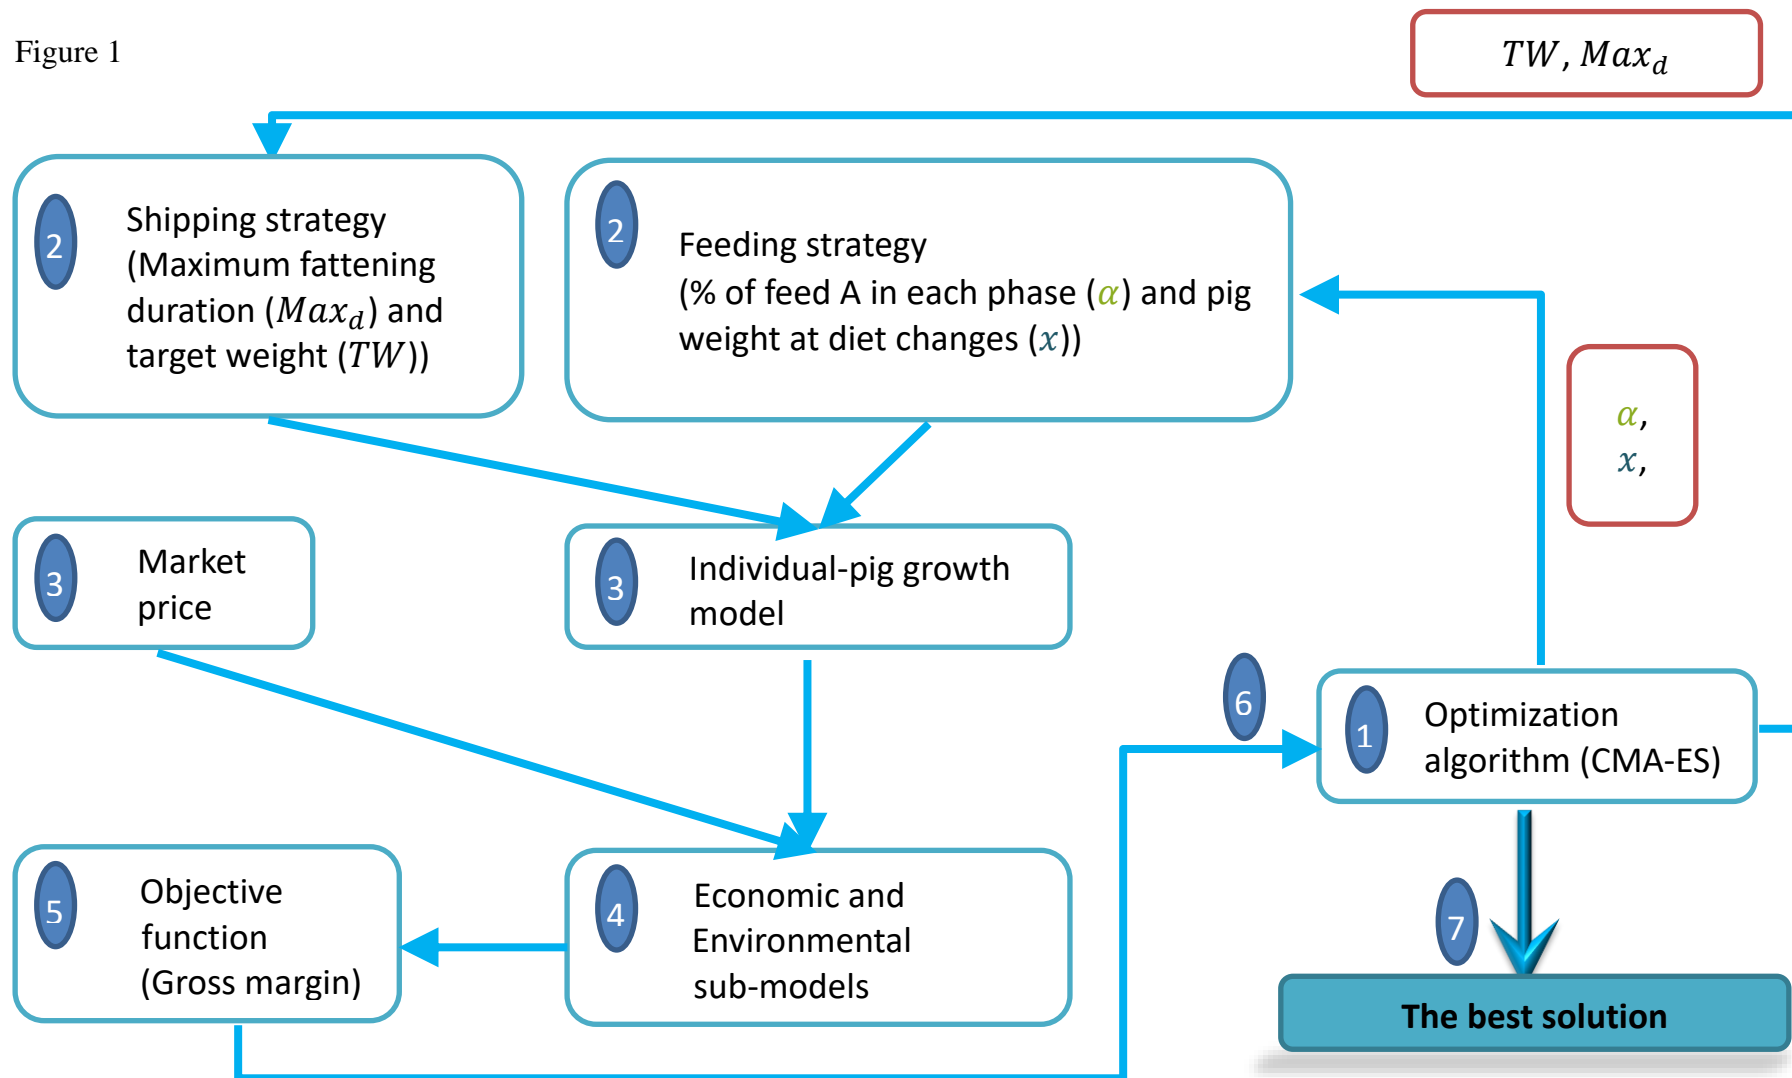 Figure 1
TW, Max_d
2
Shipping strategy
(Maximum fattening
duration (Max_d) and
target weight (TW))
2
Feeding strategy
(% of feed A in each phase (α) and pig
weight at diet changes (x))
α,
x,
3
Market
price
3
Individual-pig growth
model
6
1
Optimization
algorithm (CMA-ES)
5
Objective
function
(Gross margin)
4
Economic and
Environmental
sub-models
7
The best solution